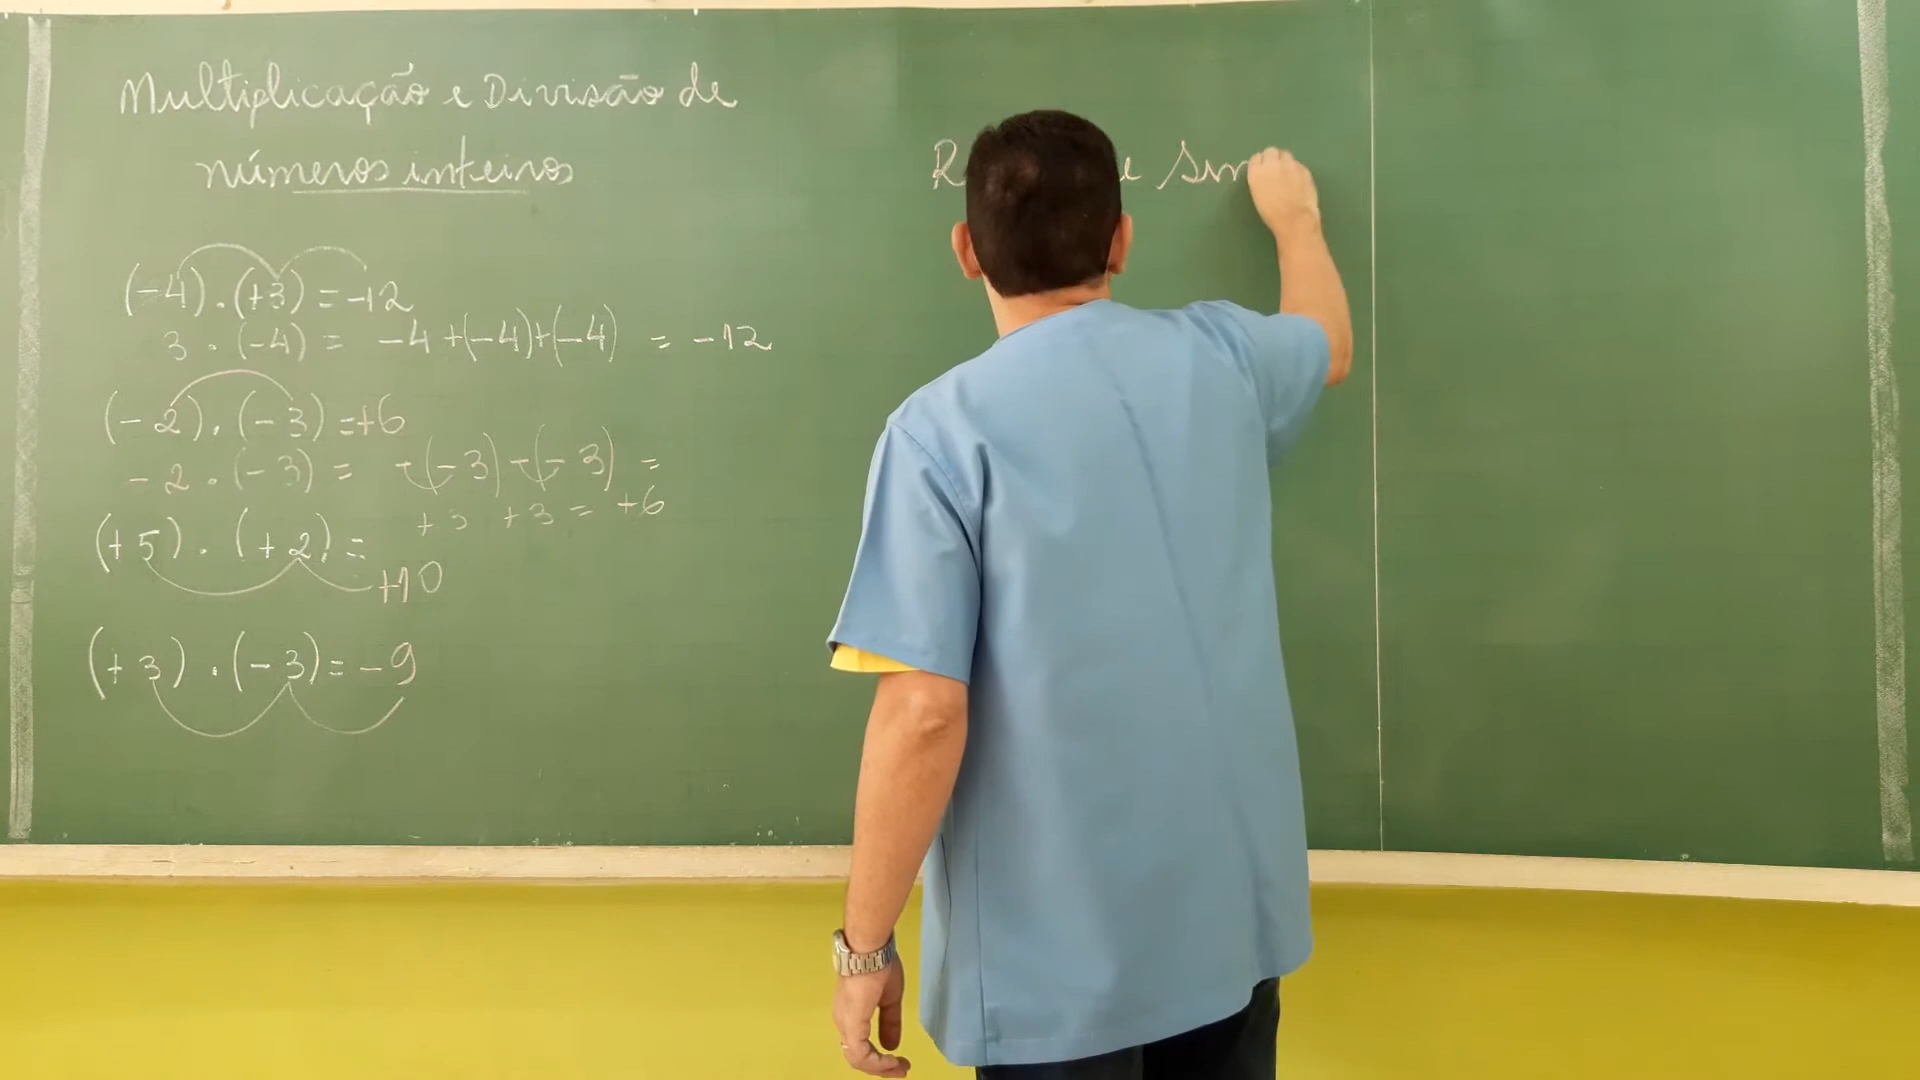 Multiplicação e Divisão de
números inteiros
(-4).(+3)=-12
3.(-4)= -4+(-4)+(-4) = -12
(-2).(-3)=+6
-2.(-3)= -(-3)-(-3)=
+3 +3= +6
(+5).(+2)=
+10
(+3).(-3)=-9